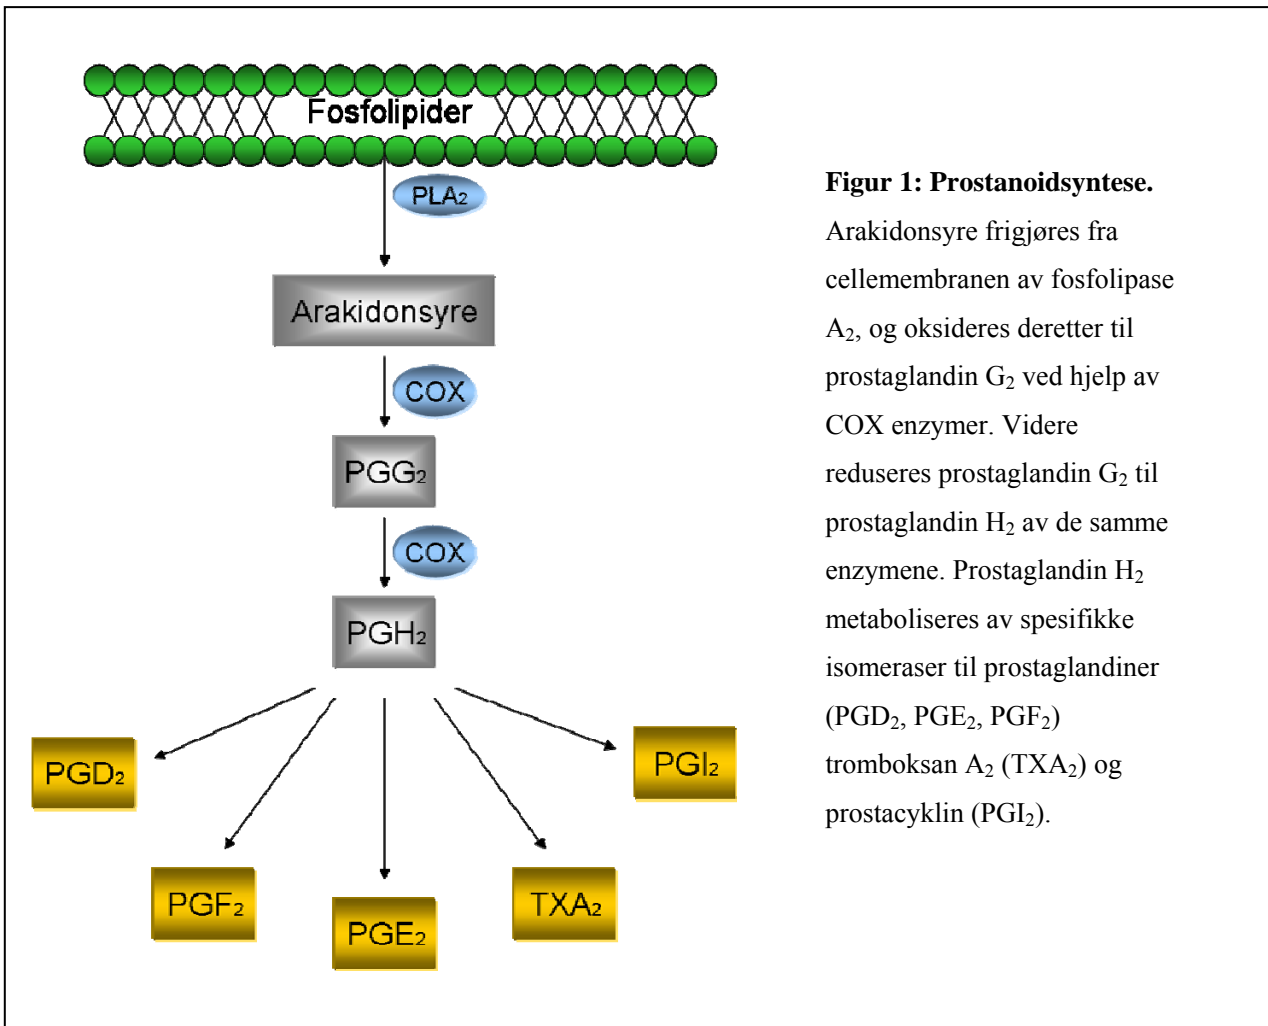 Fosfolipider
PLA₂
Arakidonsyre
COX
PGG₂
COX
PGH₂
PGD₂
PGI₂
PGF₂
PGE₂
TXA₂
Figur 1: Prostanoidsyntese.
Arakidonsyre frigjøres fra
cellemembranen av fosfolipase
A₂, og oksideres deretter til
prostaglandin G₂ ved hjelp av
COX enzymer. Videre
reduseres prostaglandin G₂ til
prostaglandin H₂ av de samme
enzymene. Prostaglandin H₂
metaboliseres av spesifikke
isomeraser til prostaglandiner
(PGD₂, PGE₂, PGF₂)
tromboksan A₂ (TXA₂) og
prostacyklin (PGI₂).